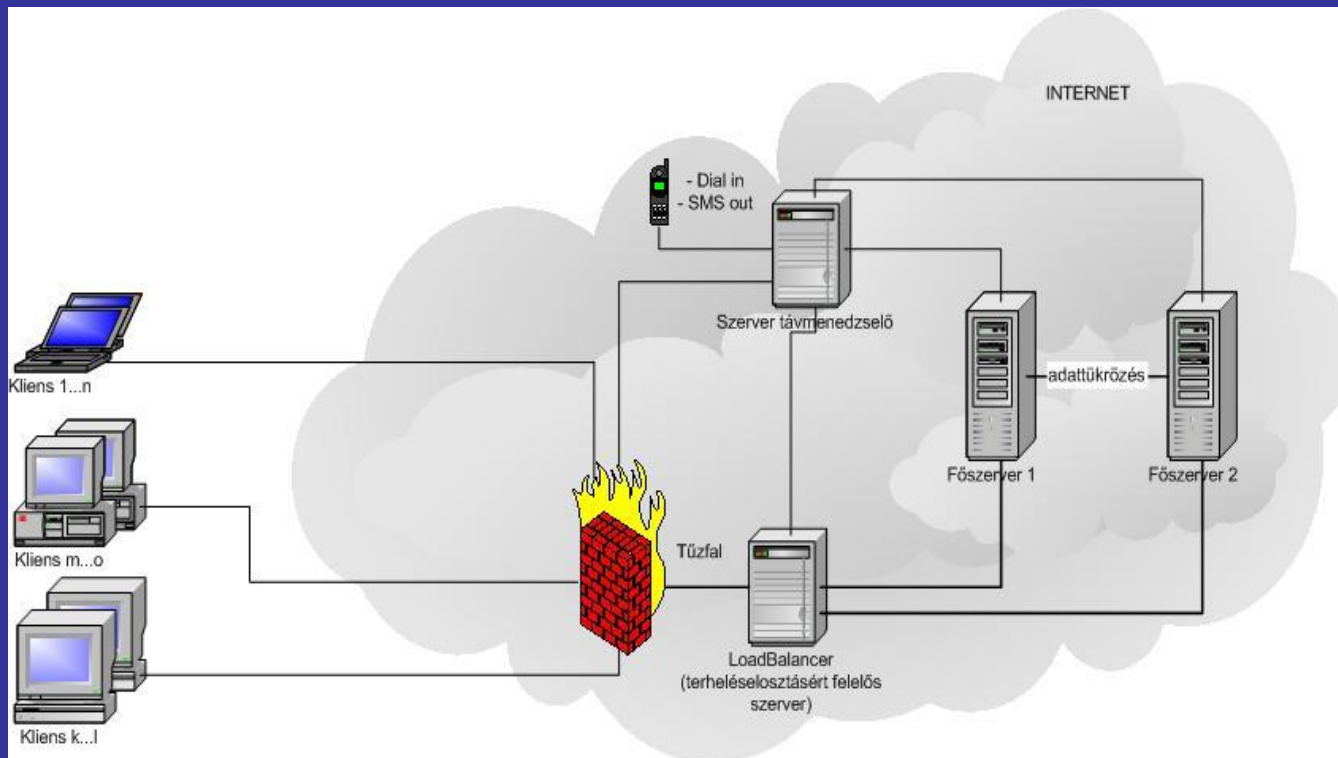 INTERNET
- Dial in
- SMS out
Szerver távmenedzselő
Kliens 1...n
adattükrözés
Főszerver 1
Főszerver 2
Kliens m...o
Tűzfal
LoadBalancer
(terheléselosztásért felelős
szerver)
Kliens k...l